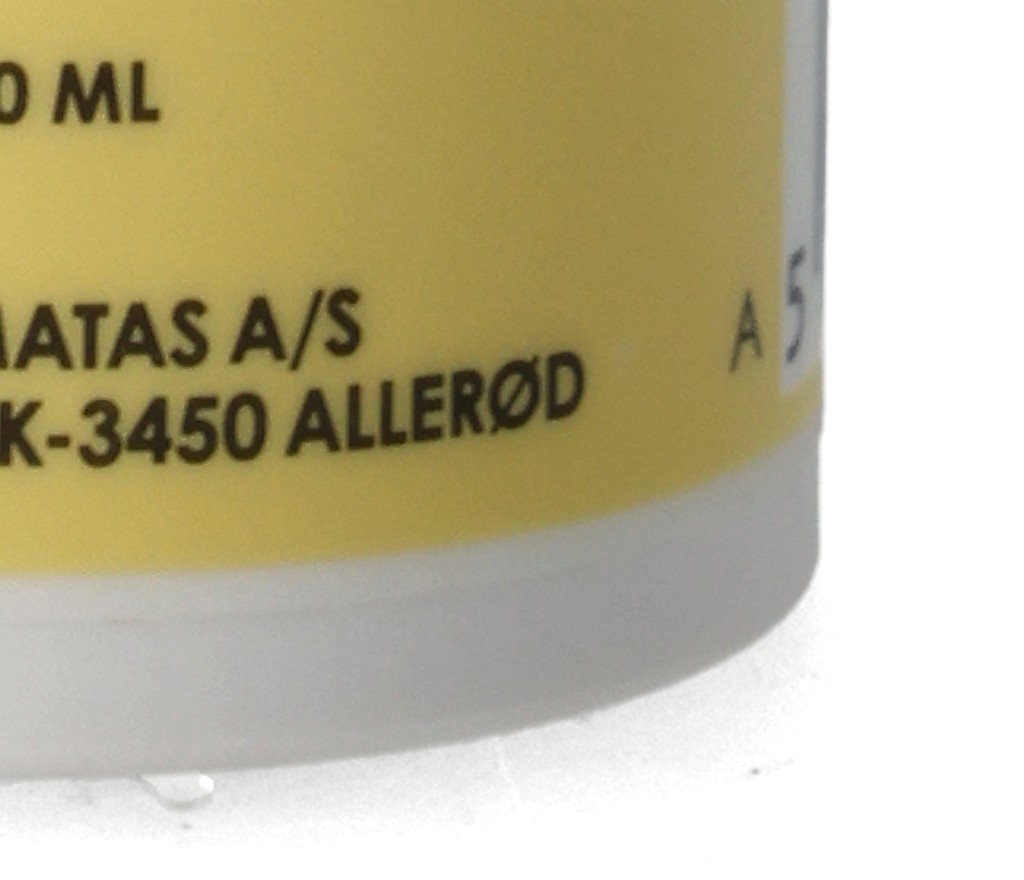 0 ML
MATAS A/S
K-3450 ALLERØD
A 5